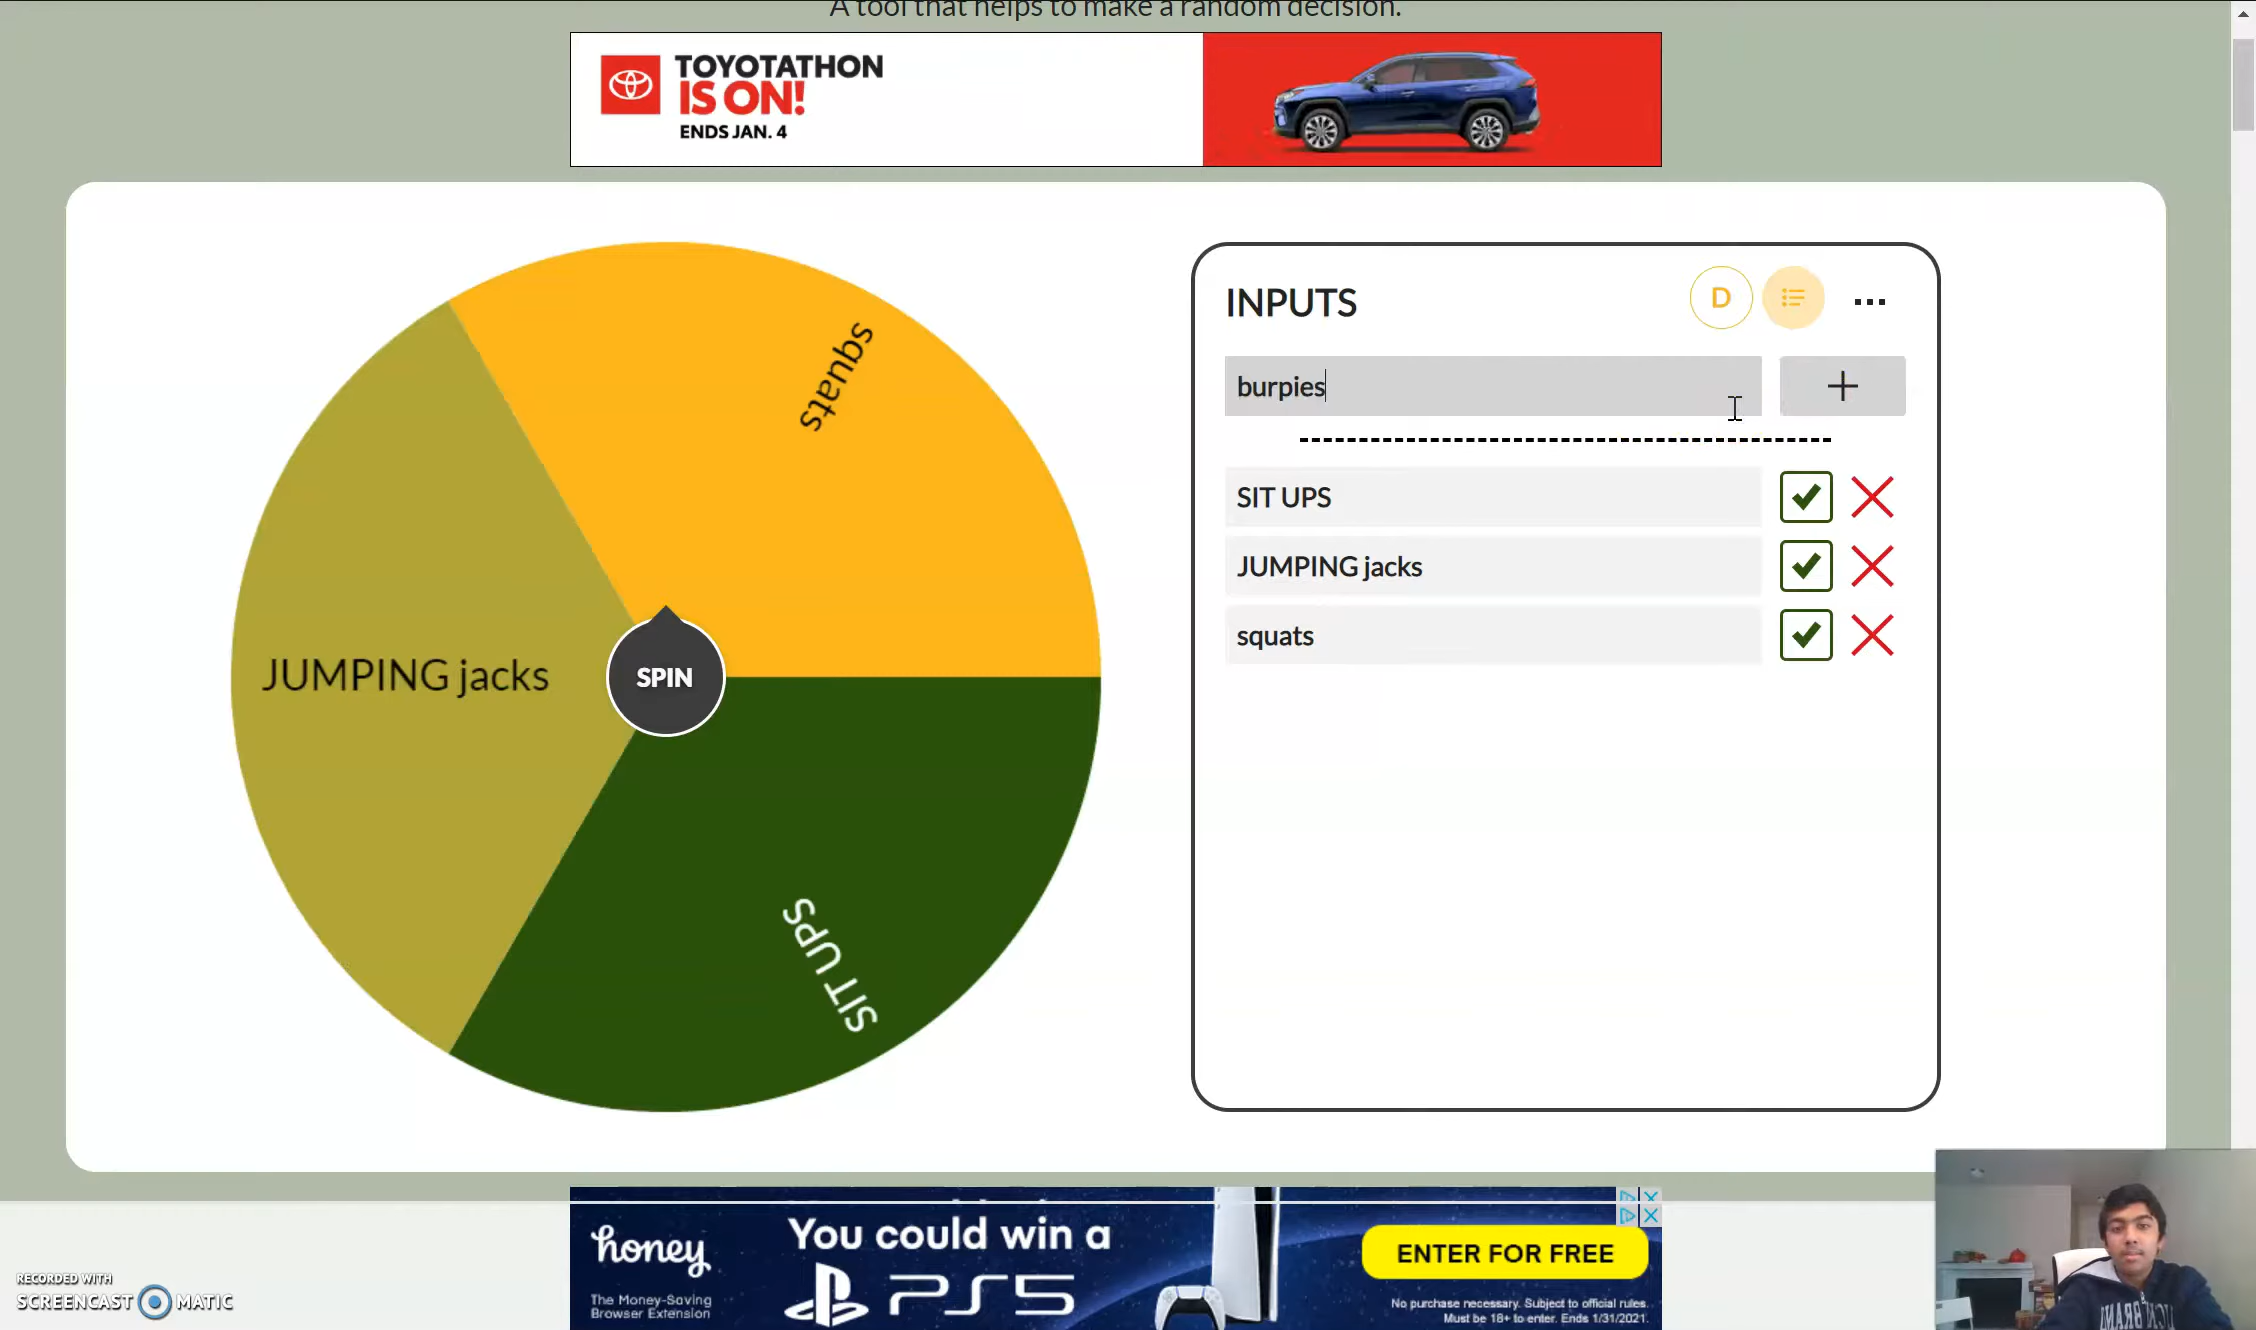 A tool that helps to make a random decision.
TOYOTATHON
IS ON!
ENDS JAN. 4
squats
JUMPING jacks
SPIN
SIT UPS
INPUTS
D
...
burpies
SIT UPS
JUMPING jacks
squats
honey
The Money-Saving
Browser Extension
You could win a
PS5
ENTER FOR FREE
No purchase necessary. Subject to official rules.
Must be 18+ to enter. Ends 1/31/2021.
RECORDED WITH
SCREENCAST MATIC